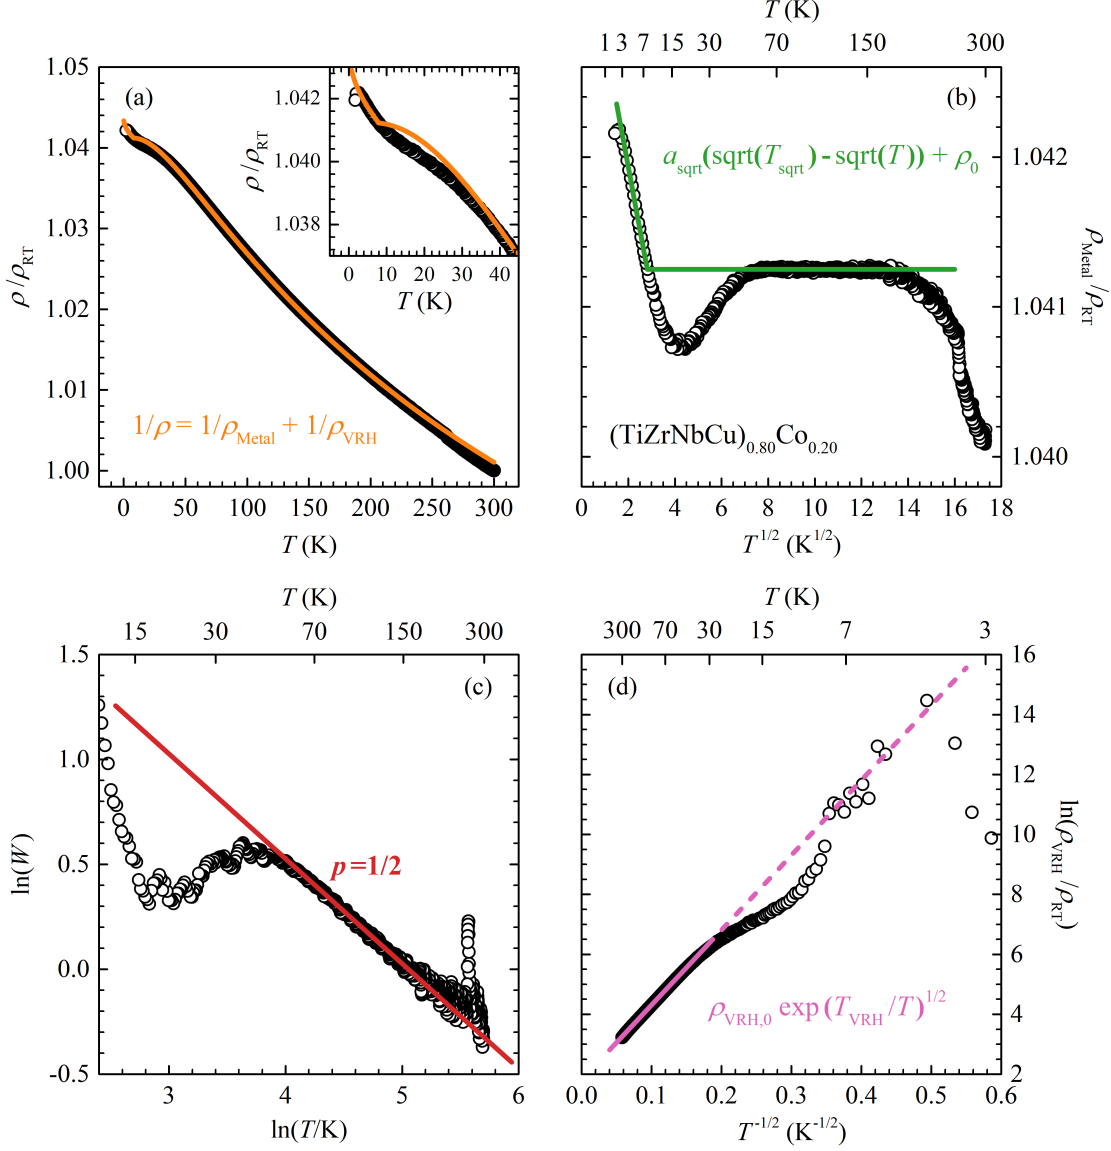 (a)
1.05
1.04
1.03
1.02
1.01
1.00
ρ/ρRT
0 50 100 150 200 250 300
T (K)
1/ρ = 1/ρMetal + 1/ρVRH
1.042
1.040
1.038
ρ/ρRT
0 10 20 30 40
T (K)
T (K)
1 3 7 15 30 70 150 300
(b)
asqrt(sqrt(Tsqrt)-sqrt(T)) + ρ0
1.042
1.041
1.040
ρMetal/ρRT
(TiZrNbCu)0.80Co0.20
0 2 4 6 8 10 12 14 16 18
T1/2 (K1/2)
T (K)
15 30 70 150 300
(c)
1.5
1.0
0.5
0.0
-0.5
ln(W)
p=1/2
3 4 5 6
ln(T/K)
T (K)
300 70 30 15 7 3
(d)
16
14
12
10
8
6
4
2
ln(ρVRH/ρRT)
ρVRH,0 exp(TVRH/T)1/2
0.0 0.1 0.2 0.3 0.4 0.5 0.6
T-1/2 (K-1/2)